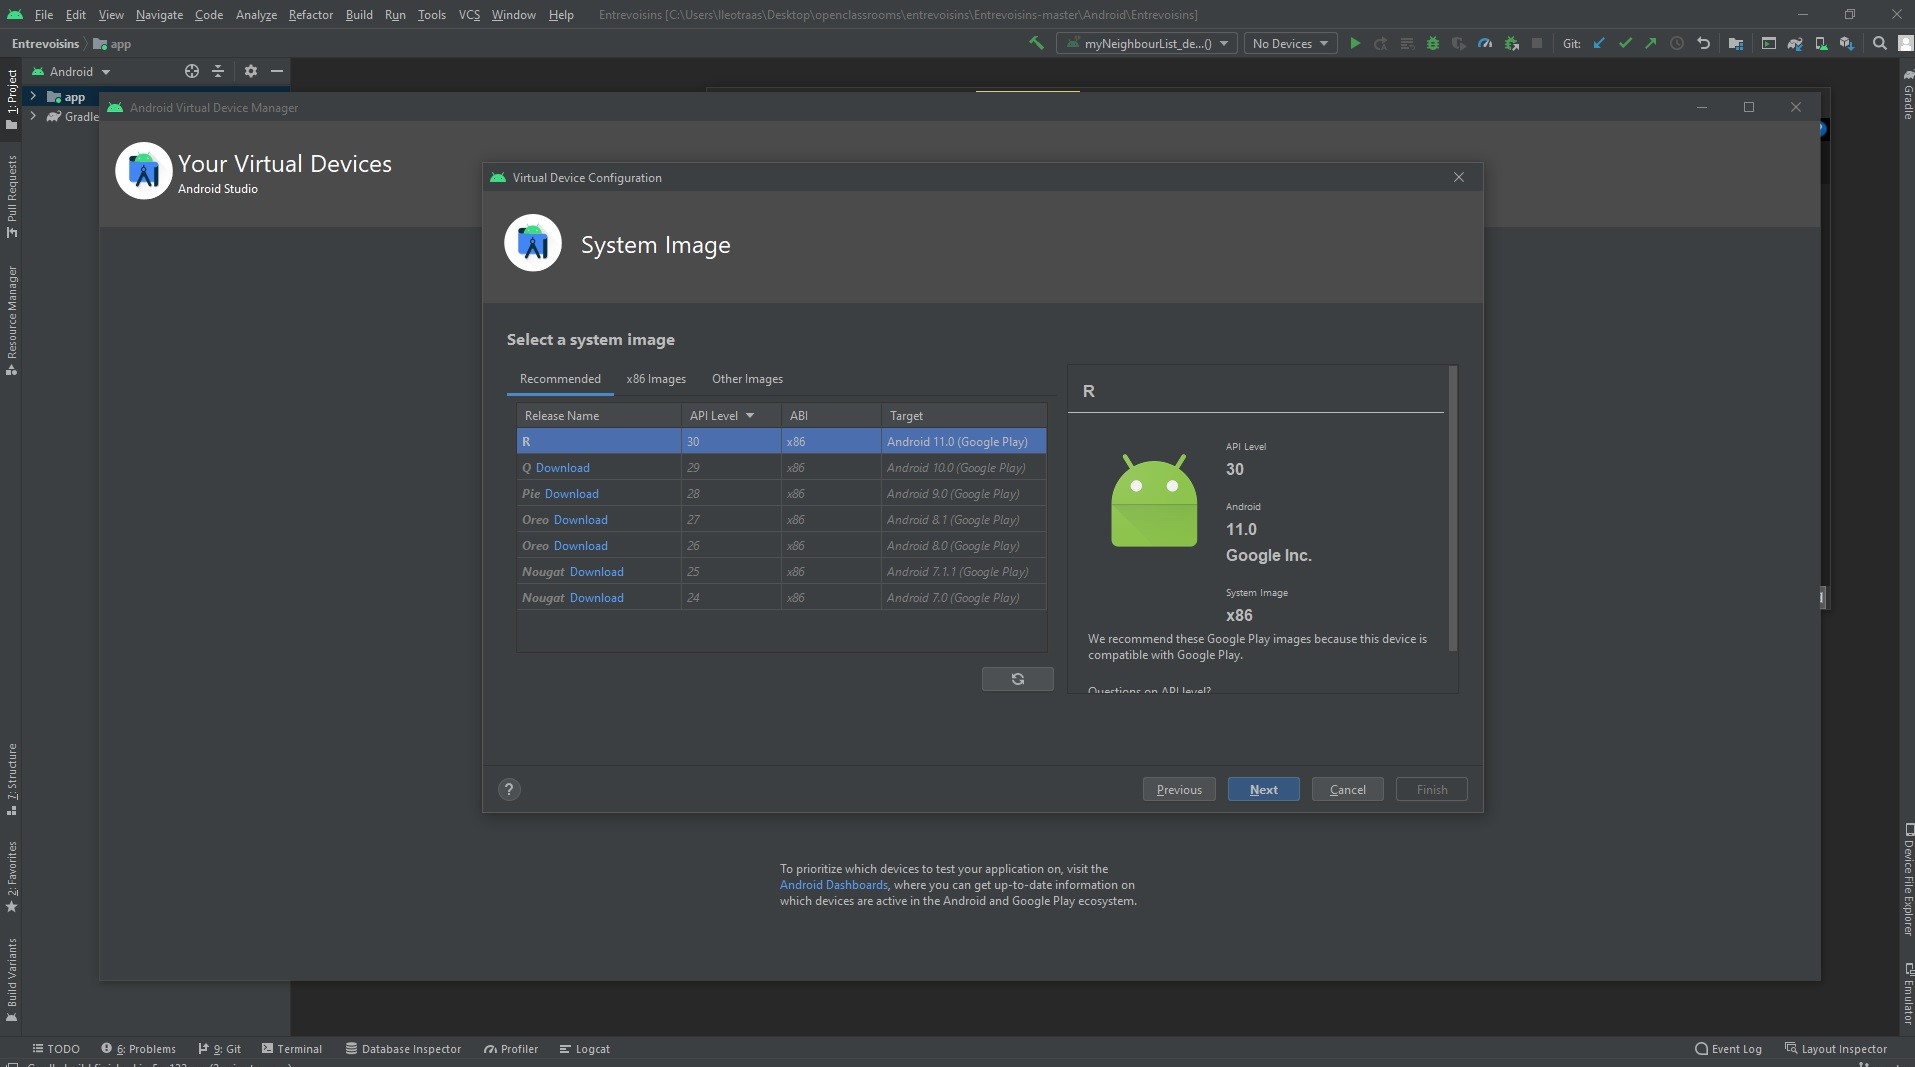 File Edit View Navigate Code Analyze Refactor Build Run Tools VCS Window Help Entrevoisins [C:\Users\lleotraas\Desktop\openclassrooms\entrevoisins\Entrevoisins-master\Android\Entrevoisins]
Entrevoisins app
myNeighbourList_de...() No Devices Git:
Android
1: Project
app
Gradle
Pull Requests
Resource Manager
7: Structure
2: Favorites
Build Variants
Gradle
Device File Explorer
Emulator
Android Virtual Device Manager
Your Virtual Devices
Android Studio
Virtual Device Configuration
System Image
Select a system image
Recommended x86 Images Other Images
Release Name API Level ABI Target
R 30 x86 Android 11.0 (Google Play)
Q Download 29 x86 Android 10.0 (Google Play)
Pie Download 28 x86 Android 9.0 (Google Play)
Oreo Download 27 x86 Android 8.1 (Google Play)
Oreo Download 26 x86 Android 8.0 (Google Play)
Nougat Download 25 x86 Android 7.1.1 (Google Play)
Nougat Download 24 x86 Android 7.0 (Google Play)
R
API Level
30
Android
11.0
Google Inc.
System Image
x86
We recommend these Google Play images because this device is
compatible with Google Play.
Questions on API level?
? Previous Next Cancel Finish
To prioritize which devices to test your application on, visit the
Android Dashboards, where you can get up-to-date information on
which devices are active in the Android and Google Play ecosystem.
TODO 6: Problems 9: Git Terminal Database Inspector Profiler Logcat Event Log Layout Inspector